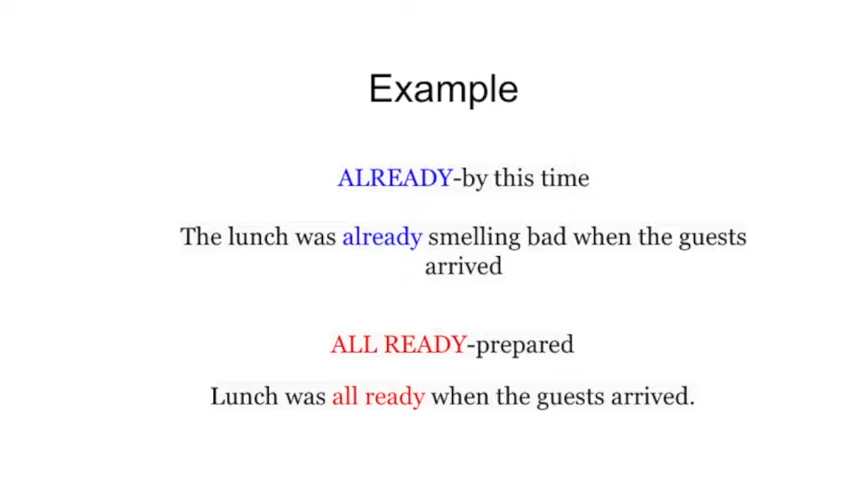 Example
ALREADY-by this time
The lunch was already smelling bad when the guests
arrived
ALL READY-prepared
Lunch was all ready when the guests arrived.